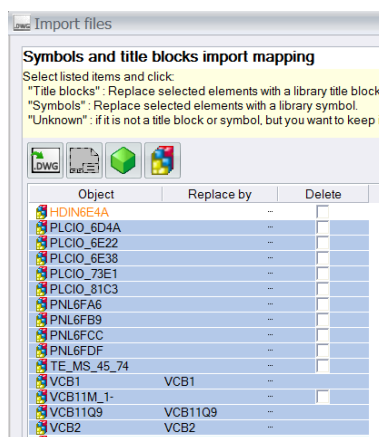 Import files
Symbols and title blocks import mapping
Select listed items and click:
"Title blocks" : Replace selected elements with a library title block
"Symbols" : Replace selected elements with a library symbol.
"Unknown" : if it is not a title block or symbol, but you want to keep
.DWG
Object Replace by Delete
HDIN6E4A ...
PLCIO_6D4A ...
PLCIO_6E22 ...
PLCIO_6E38 ...
PLCIO_73E1 ...
PLCIO_81C3 ...
PNL6FA6 ...
PNL6FB9 ...
PNL6FCC ...
PNL6FDF ...
TE_MS_45_74 ...
VCB1 VCB1 ...
VCB11M_1- ...
VCB11Q9 VCB11Q9 ...
VCB2 VCB2 ...